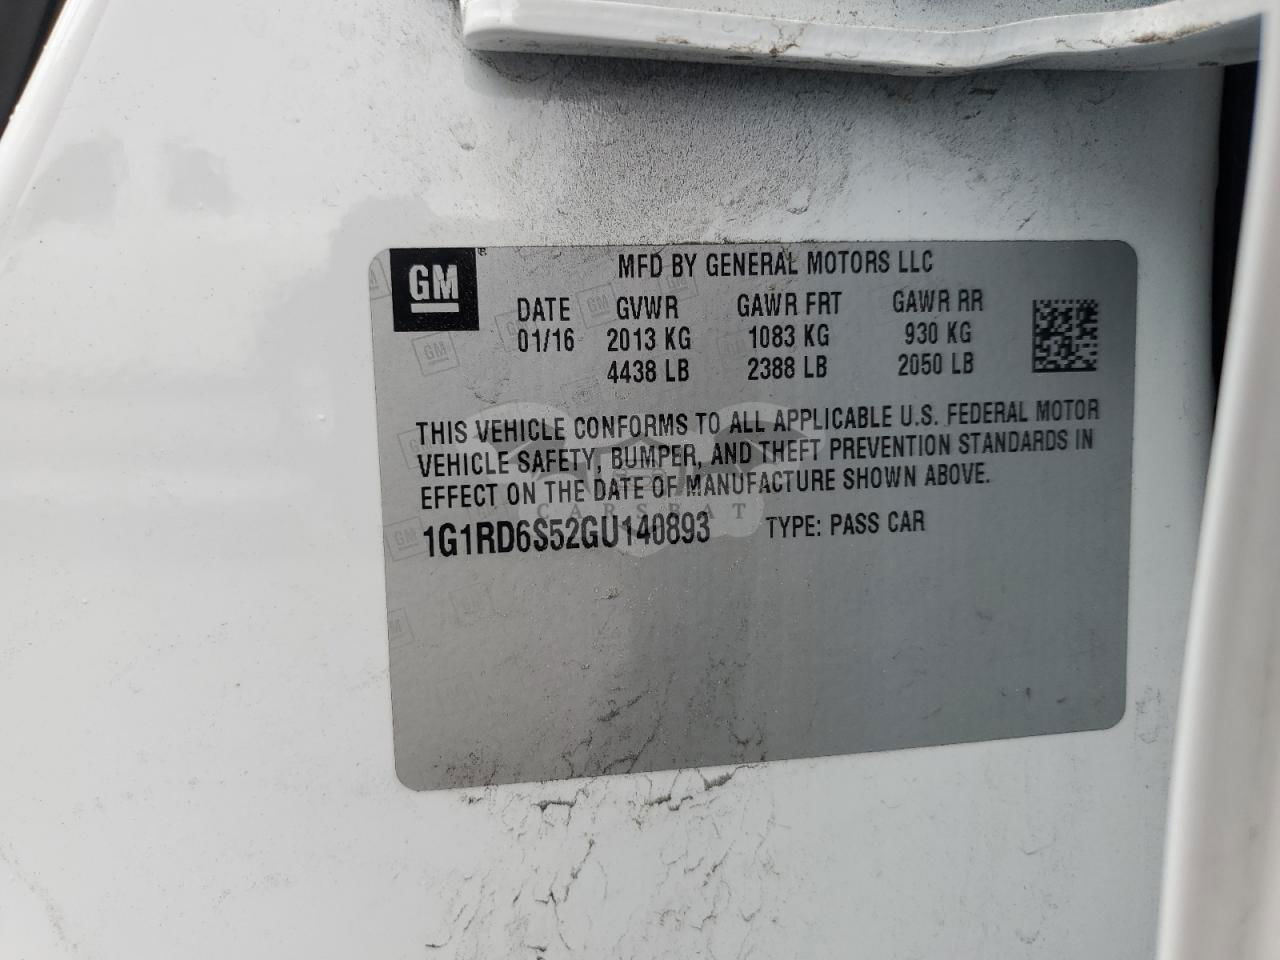 GM ®
MFD BY GENERAL MOTORS LLC
DATE GVWR GAWR FRT GAWR RR
01/16 2013 KG 1083 KG 930 KG
4438 LB 2388 LB 2050 LB
THIS VEHICLE CONFORMS TO ALL APPLICABLE U.S. FEDERAL MOTOR
VEHICLE SAFETY, BUMPER, AND THEFT PREVENTION STANDARDS IN
EFFECT ON THE DATE OF MANUFACTURE SHOWN ABOVE.
CARSBAT
1G1RD6S52GU140893 TYPE: PASS CAR